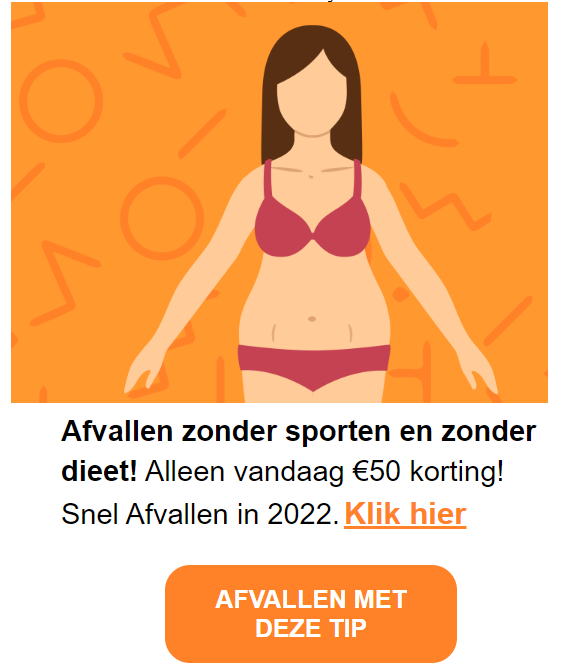 Afvallen zonder sporten en zonder
dieet! Alleen vandaag €50 korting!
Snel Afvallen in 2022. Klik hier
AFVALLEN MET
DEZE TIP